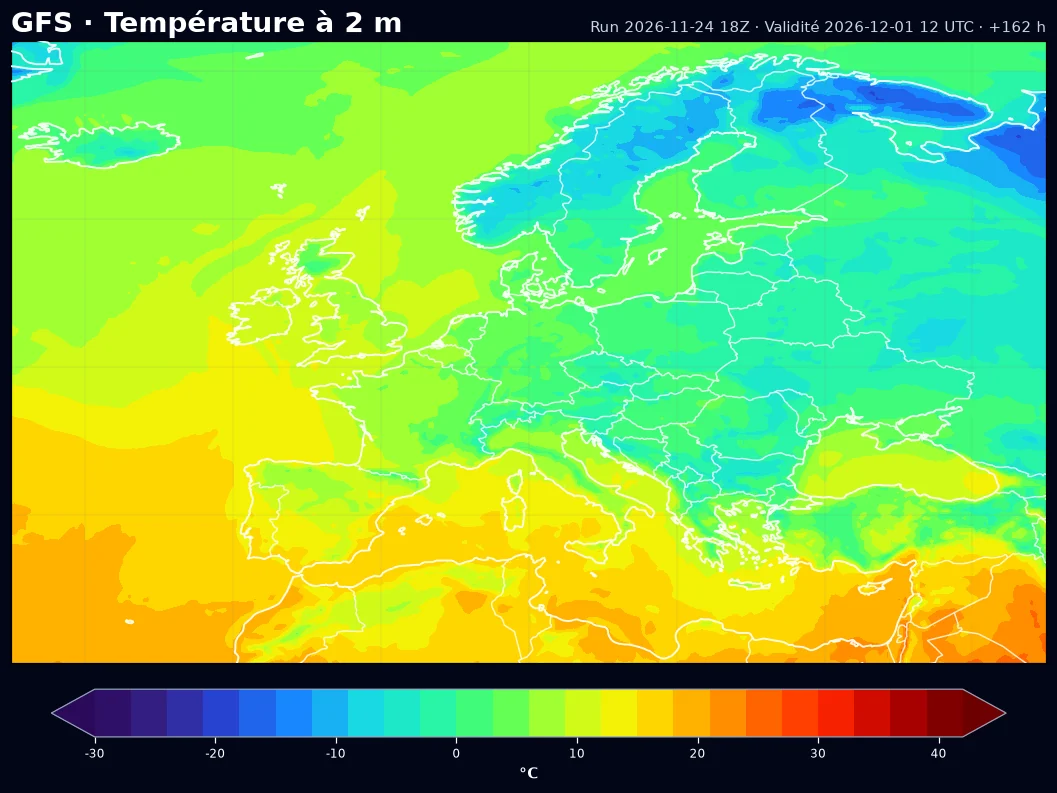 GFS · Température à 2 m
Run 2026-11-24 18Z · Validité 2026-12-01 12 UTC · +162 h
-30 -20 -10 0 10 20 30 40
°C